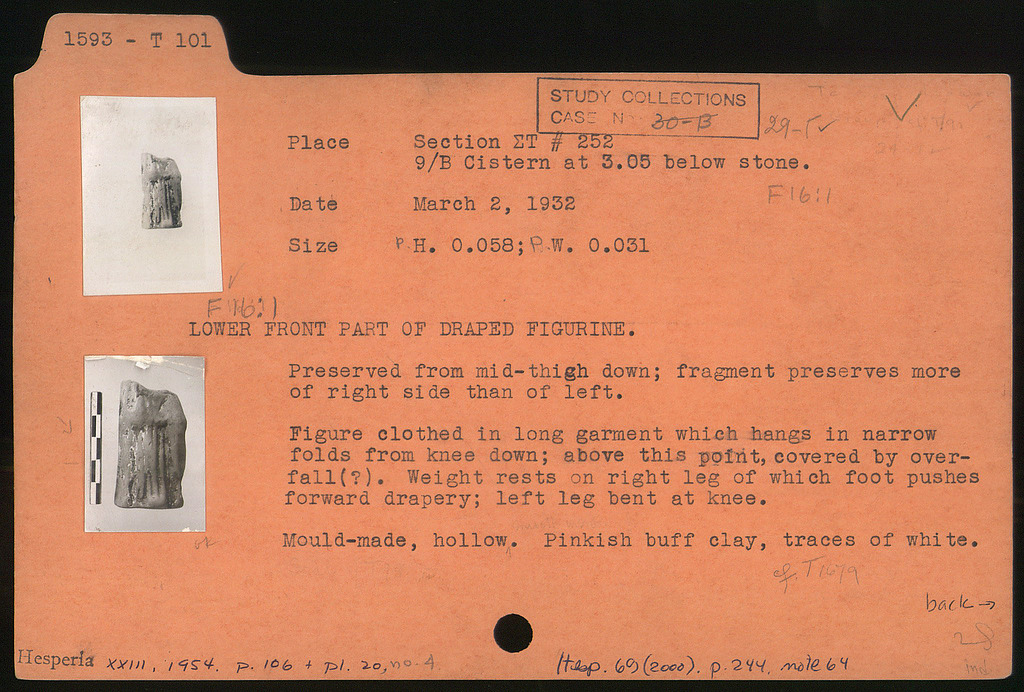 1593 - T 101
STUDY COLLECTIONS
CASE N 30-B
29-5
Place Section ΣT # 252
9/B Cistern at 3.05 below stone.
F16:1
Date March 2, 1932
Size P.H. 0.058; P.W. 0.031
F16:1
LOWER FRONT PART OF DRAPED FIGURINE.
Preserved from mid-thigh down; fragment preserves more
of right side than of left.
Figure clothed in long garment which hangs in narrow
folds from knee down; above this point, covered by over-
fall(?). Weight rests on right leg of which foot pushes
forward drapery; left leg bent at knee.
Mould-made, hollow. Pinkish buff clay, traces of white.
cf. T1679
back →
Hesperia XXIII, 1954. p. 106 + pl. 20, no. 4
Hesp. 69 (2000). p. 244, note 64